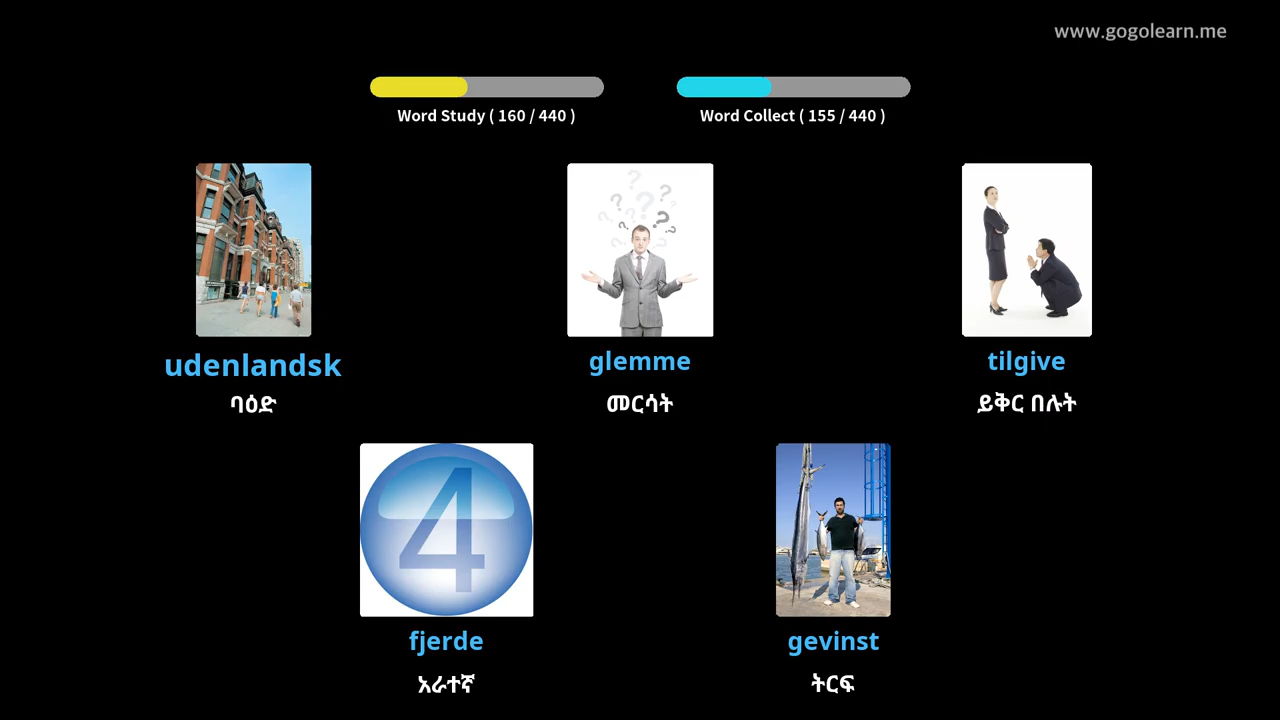 www.gogolearn.me
Word Study ( 160 / 440 )
Word Collect ( 155 / 440 )
udenlandsk
ባዕድ
glemme
መርሳት
tilgive
ይቅር በሉት
4
fjerde
አራተኛ
gevinst
ትርፍ